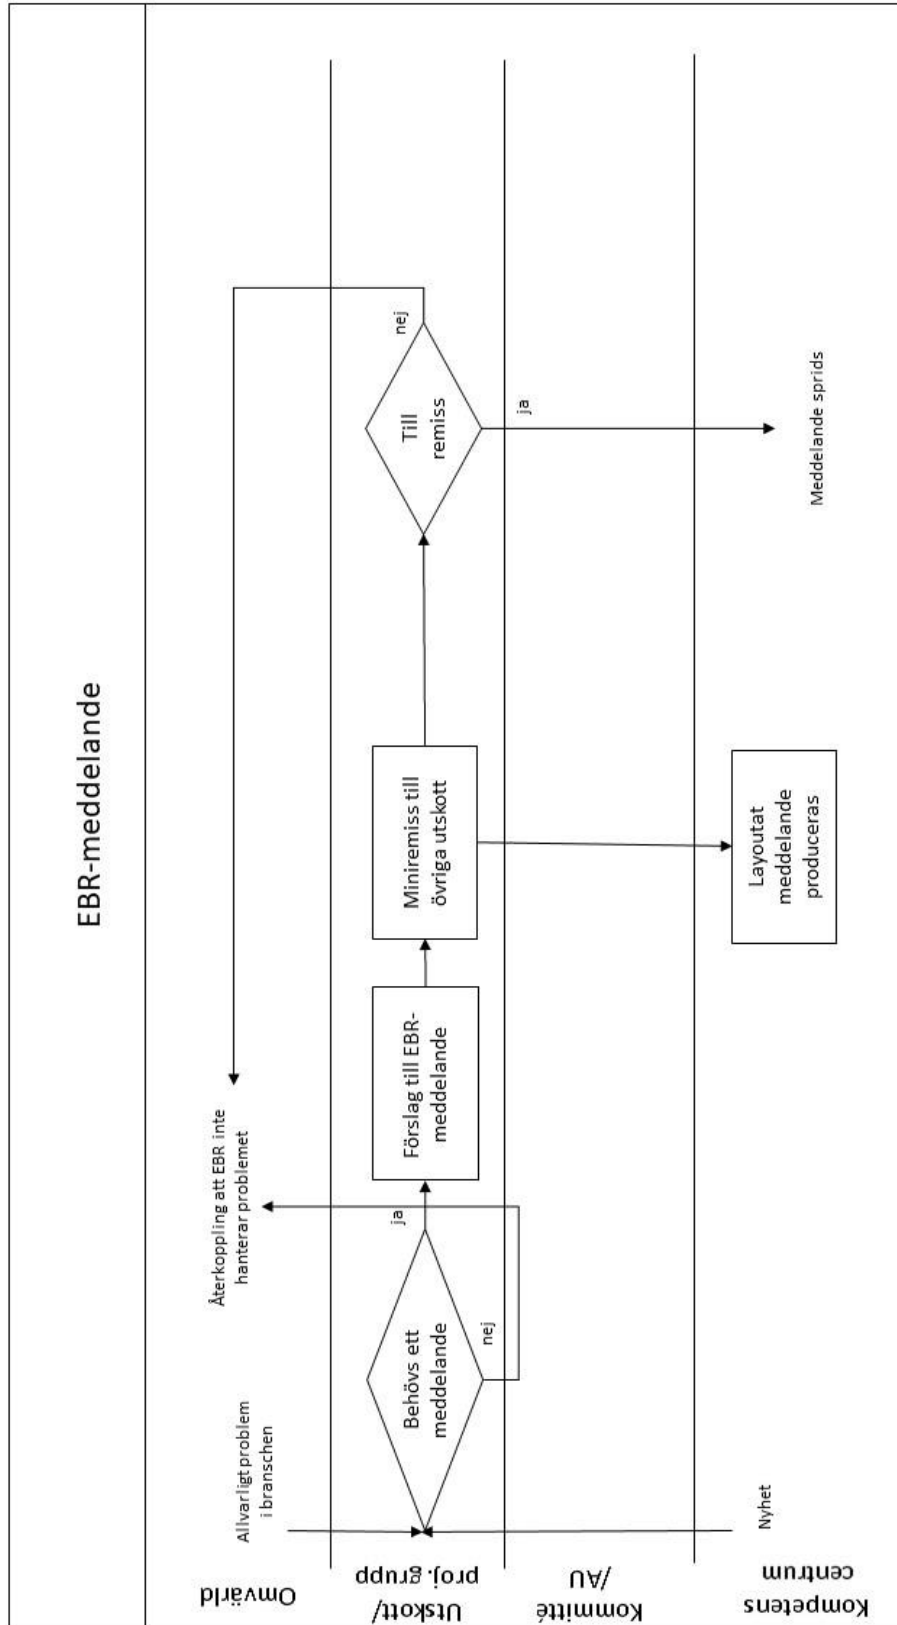 EBR-meddelande
Omvärld
Allvarligt problem
i branschen
Återkoppling att EBR inte
hanterar problemet
Utskott/
proj. grupp
Behövs ett
meddelande
ja
nej
Förslag till EBR-
meddelande
Miniremiss till
övriga utskott
Till
remiss
nej
ja
Kommitté
/AU
Kompetens
centrum
Nyhet
Layoutat
meddelande
produceras
Meddelande sprids